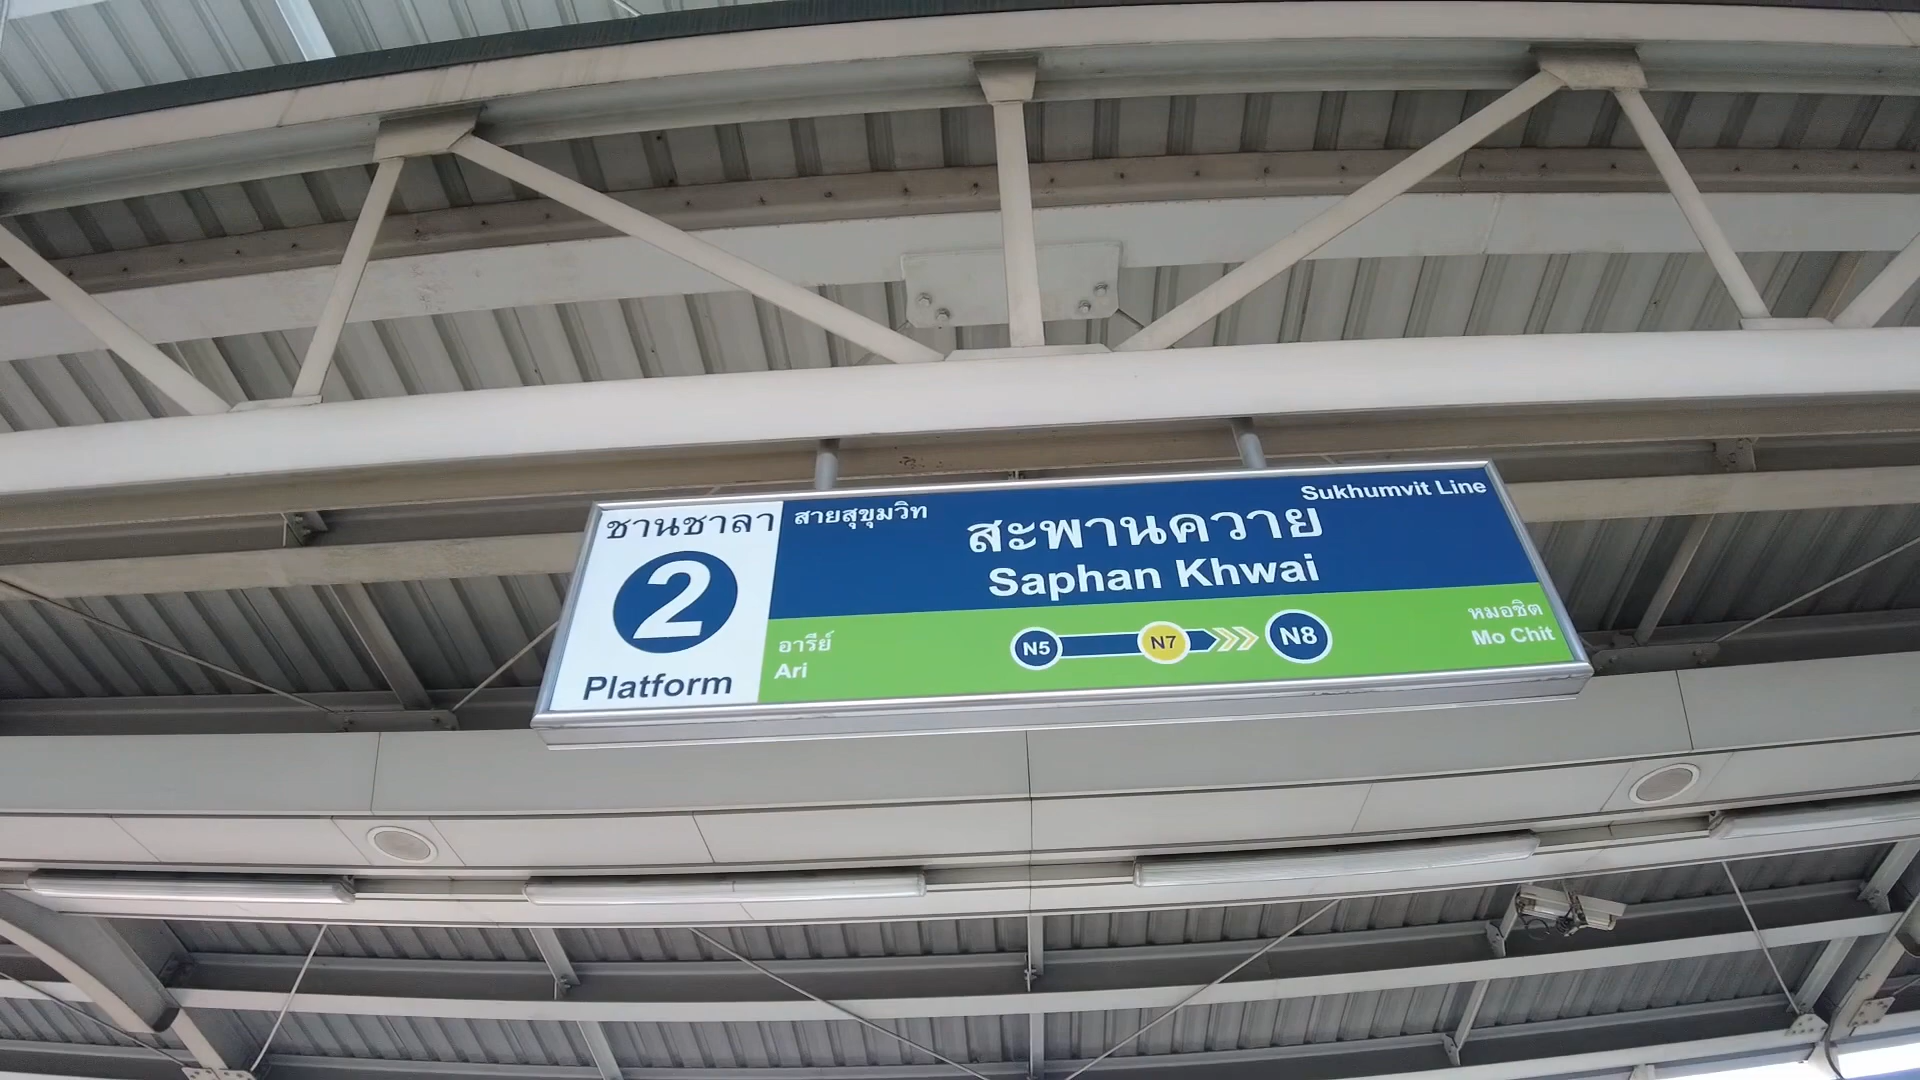 ชานชาลา
2
Platform
สายสุขุมวิท
Sukhumvit Line
สะพานควาย
Saphan Khwai
อารีย์
Ari
N5
N7
N8
หมอชิต
Mo Chit